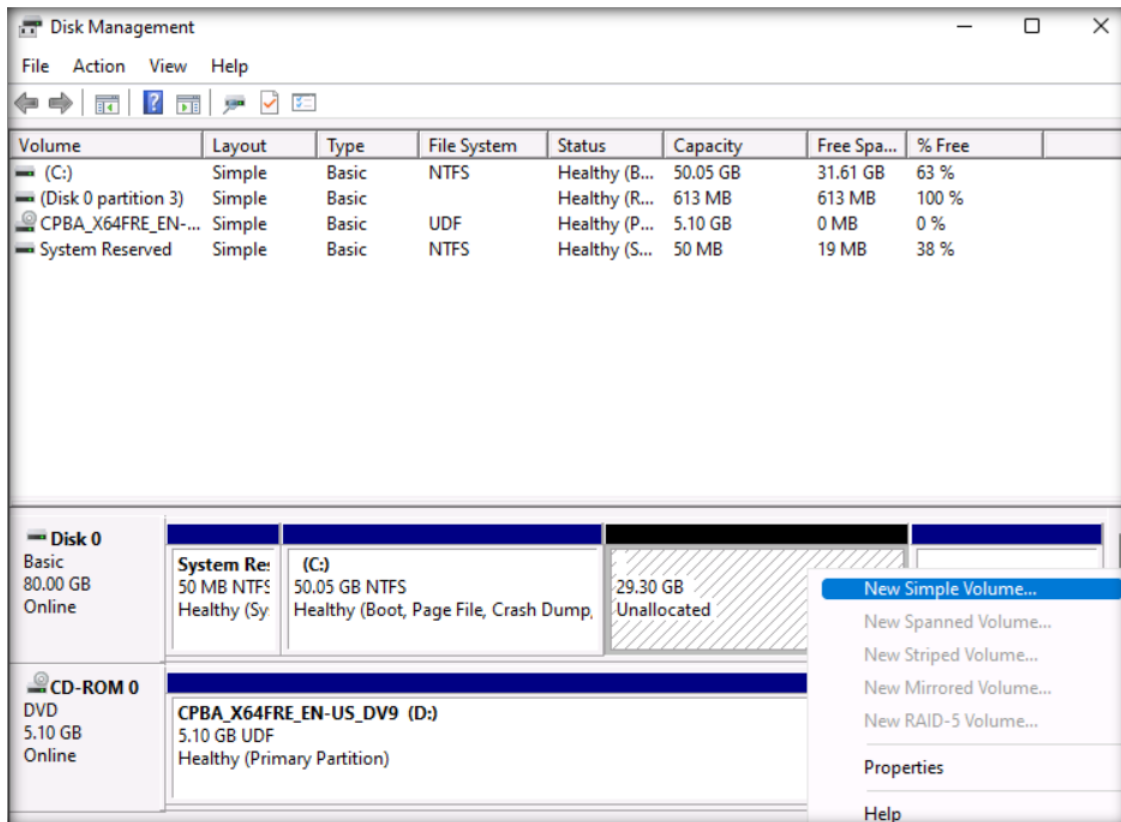 Disk Management
File Action View Help
Volume Layout Type File System Status Capacity Free Spa... % Free
(C:) Simple Basic NTFS Healthy (B... 50.05 GB 31.61 GB 63 %
(Disk 0 partition 3) Simple Basic Healthy (R... 613 MB 613 MB 100 %
CPBA_X64FRE_EN-... Simple Basic UDF Healthy (P... 5.10 GB 0 MB 0 %
System Reserved Simple Basic NTFS Healthy (S... 50 MB 19 MB 38 %
Disk 0
Basic
80.00 GB
Online
System Re
50 MB NTFS
Healthy (Sy
(C:)
50.05 GB NTFS
Healthy (Boot, Page File, Crash Dump,
29.30 GB
Unallocated
New Simple Volume...
New Spanned Volume...
New Striped Volume...
New Mirrored Volume...
New RAID-5 Volume...
Properties
Help
CD-ROM 0
DVD
5.10 GB
Online
CPBA_X64FRE_EN-US_DV9 (D:)
5.10 GB UDF
Healthy (Primary Partition)